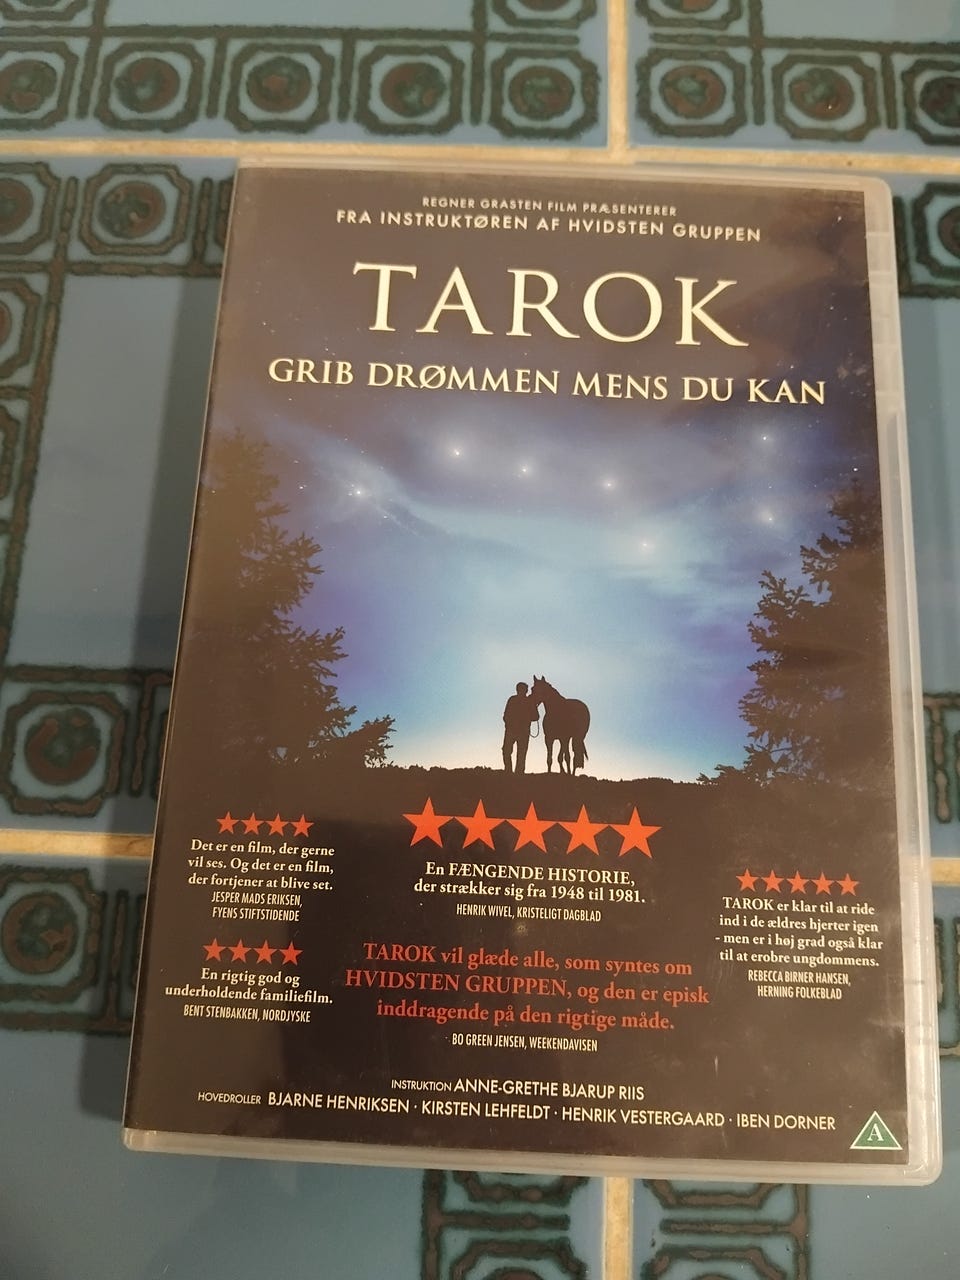 REGNER GRASTEN FILM PRÆSENTERER
FRA INSTRUKTØREN AF HVIDSTEN GRUPPEN
TAROK
GRIB DRØMMEN MENS DU KAN
Det er en film, der gerne
vil ses. Og det er en film,
der fortjener at blive set.
JESPER MADS ERIKSEN,
FYENS STIFTSTIDENDE
En rigtig god og
underholdende familiefilm.
BENT STENBAKKEN, NORDJYSKE
En FÆNGENDE HISTORIE,
der strækker sig fra 1948 til 1981.
HENRIK WIVEL, KRISTELIGT DAGBLAD
TAROK vil glæde alle, som syntes om
HVIDSTEN GRUPPEN, og den er episk
inddragende på den rigtige måde.
BO GREEN JENSEN, WEEKENDAVISEN
TAROK er klar til at ride
ind i de ældres hjerter igen
- men er i høj grad også klar
til at erobre ungdommens.
REBECCA BIRNER HANSEN,
HERNING FOLKEBLAD
INSTRUKTION ANNE-GRETHE BJARUP RIIS
HOVEDROLLER BJARNE HENRIKSEN · KIRSTEN LEHFELDT · HENRIK VESTERGAARD · IBEN DORNER
A